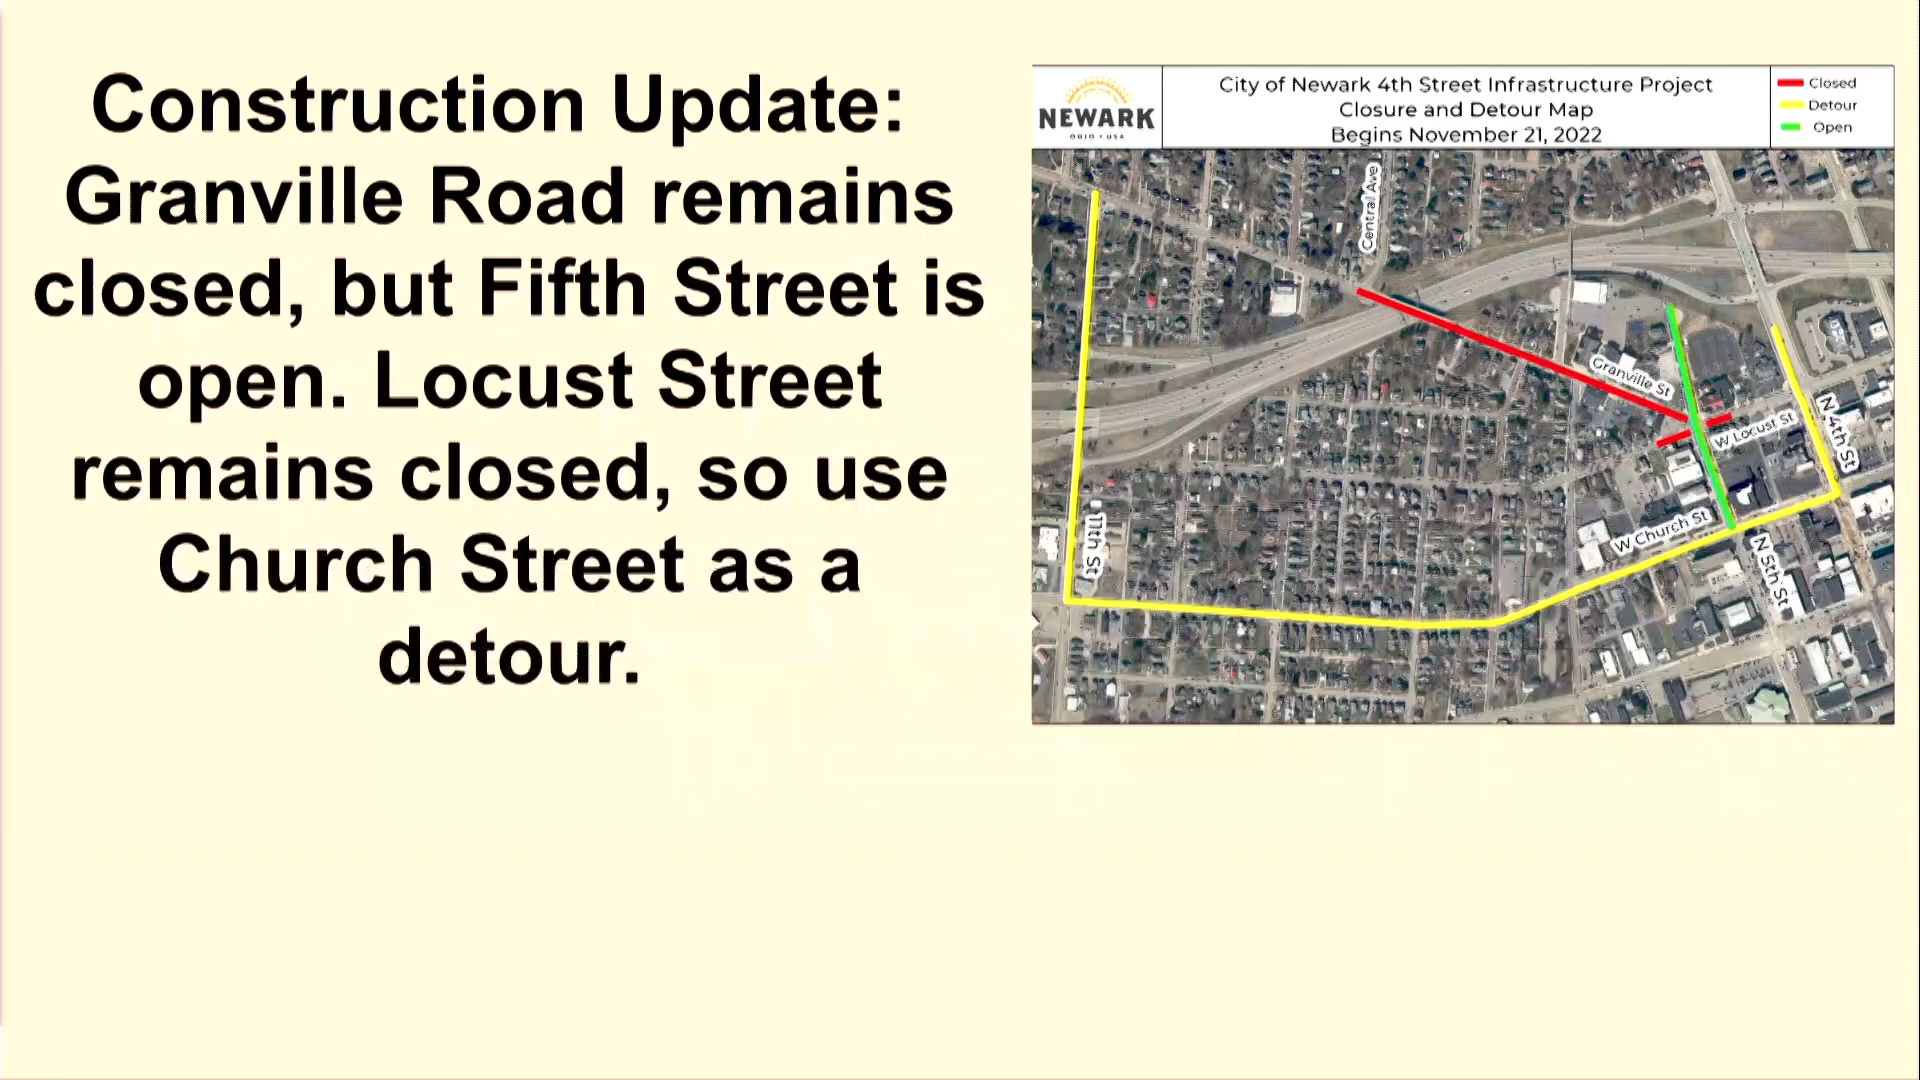 Construction Update:
Granville Road remains
closed, but Fifth Street is
open. Locust Street
remains closed, so use
Church Street as a
detour.
NEWARK
OHIO • USA
City of Newark 4th Street Infrastructure Project
Closure and Detour Map
Begins November 21, 2022
Closed
Detour
Open
Central Ave
Granville St
W Locust St
N 4th St
11th St
W Church St
N 5th St